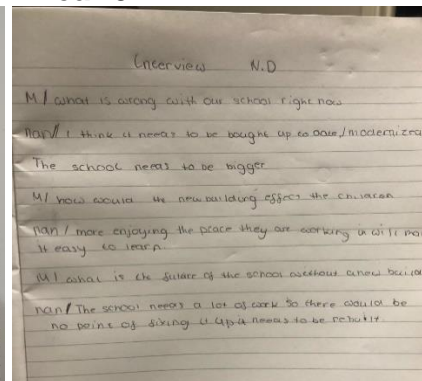 Interview N.D
M/ what is wrong with our school right now
nan/ I think it needs to be bought up to date/modernized
The school needs to be bigger
M/ how would the new building effect the children
nan/ more enjoying the place they are working in will
it easy to learn
M/ what is the future of the school without a new
nan/ The school needs a lot of work so there would be
no point of fixing it up it needs to be rebuilt.